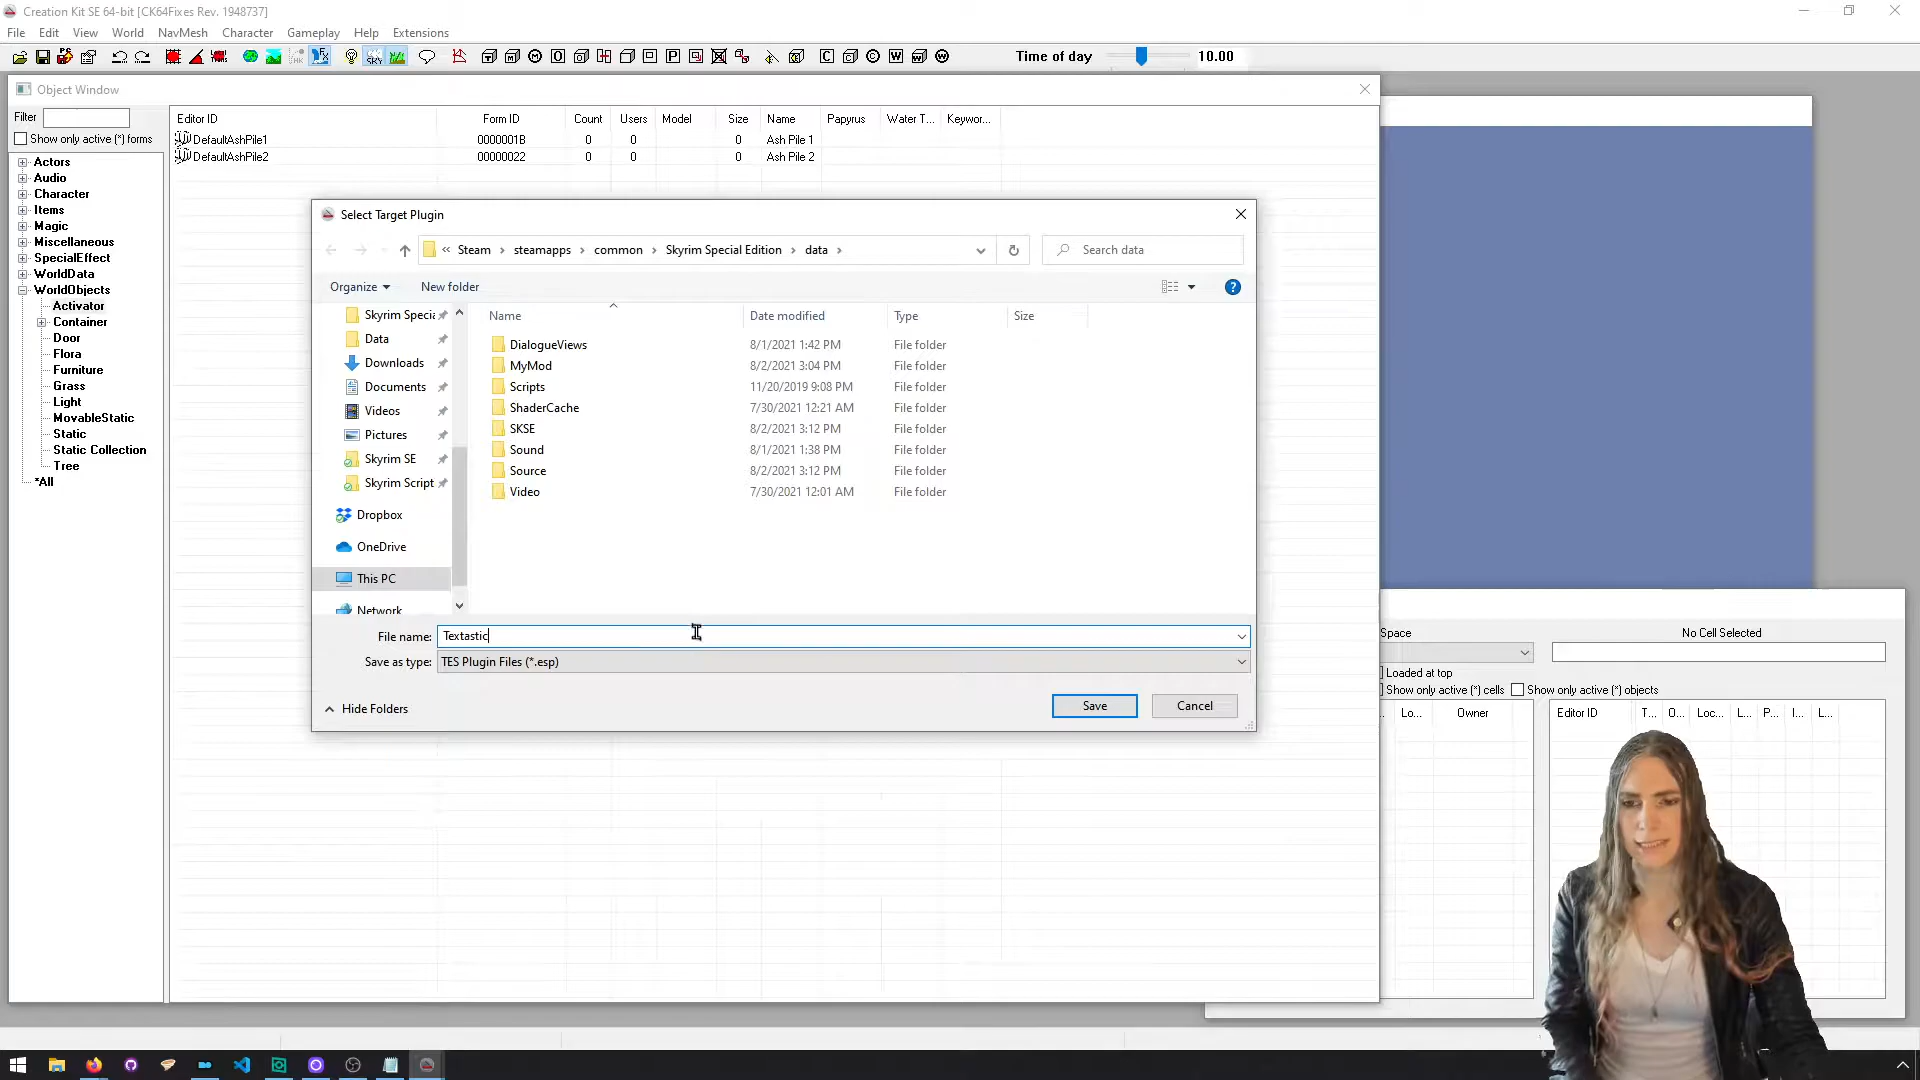 Creation Kit SE 64-bit [CK64Fixes Rev. 1948737]
File Edit View World NavMesh Character Gameplay Help Extensions
Time of day 10.00
Object Window
Filter
Show only active (*) forms
Editor ID Form ID Count Users Model Size Name Papyrus Water T... Keywor...
DefaultAshPile1 0000001B 0 0 0 Ash Pile 1
DefaultAshPile2 00000022 0 0 0 Ash Pile 2
Actors
Audio
Character
Items
Magic
Miscellaneous
SpecialEffect
WorldData
WorldObjects
Activator
Container
Door
Flora
Furniture
Grass
Light
MovableStatic
Static
Static Collection
Tree
*All
Select Target Plugin
« Steam › steamapps › common › Skyrim Special Edition › data ›
Search data
Organize New folder
Skyrim Specia
Data
Downloads
Documents
Videos
Pictures
Skyrim SE
Skyrim Script
Dropbox
OneDrive
This PC
Network
Name Date modified Type Size
DialogueViews 8/1/2021 1:42 PM File folder
MyMod 8/2/2021 3:04 PM File folder
Scripts 11/20/2019 9:08 PM File folder
ShaderCache 7/30/2021 12:21 AM File folder
SKSE 8/2/2021 3:12 PM File folder
Sound 8/1/2021 1:38 PM File folder
Source 8/2/2021 3:12 PM File folder
Video 7/30/2021 12:01 AM File folder
File name: Textastic
Save as type: TES Plugin Files (*.esp)
Hide Folders
Save Cancel
Space No Cell Selected
Loaded at top
Show only active (*) cells Show only active (*) objects
Lo... Owner Editor ID T... O... Loc... L... P... I... L...